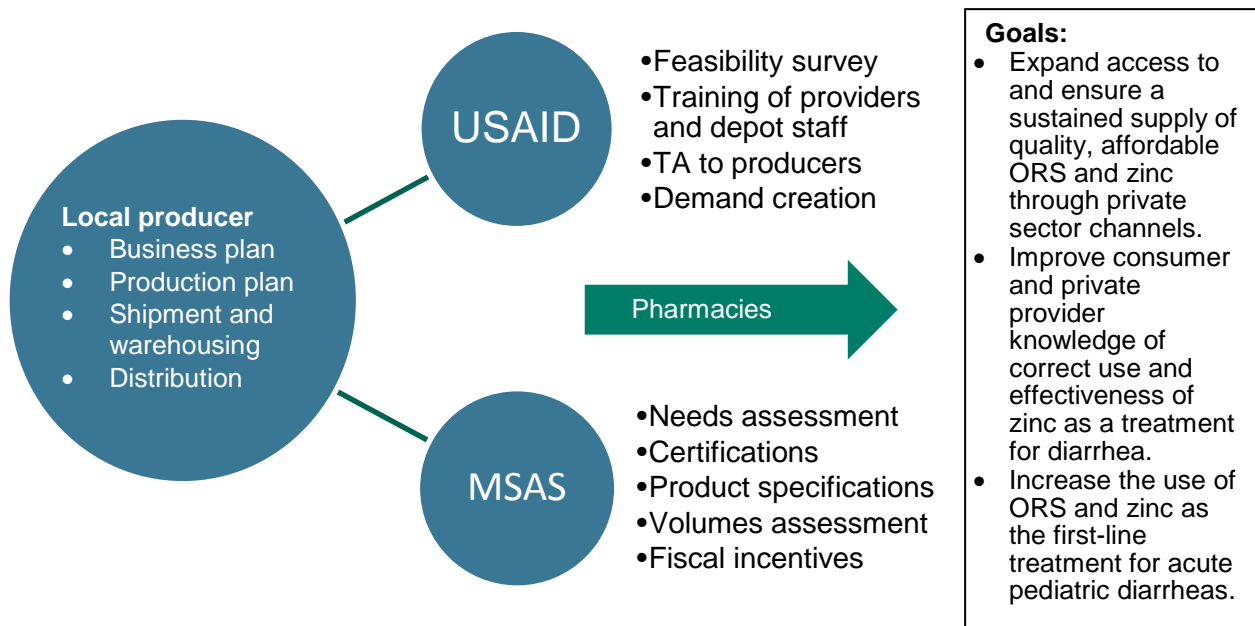 Local producer
• Business plan
• Production plan
• Shipment and
warehousing
• Distribution
USAID
•Feasibility survey
•Training of providers
and depot staff
•TA to producers
•Demand creation
Pharmacies
MSAS
•Needs assessment
•Certifications
•Product specifications
•Volumes assessment
•Fiscal incentives
Goals:
• Expand access to
and ensure a
sustained supply of
quality, affordable
ORS and zinc
through private
sector channels.
• Improve consumer
and private
provider
knowledge of
correct use and
effectiveness of
zinc as a treatment
for diarrhea.
• Increase the use of
ORS and zinc as
the first-line
treatment for acute
pediatric diarrheas.